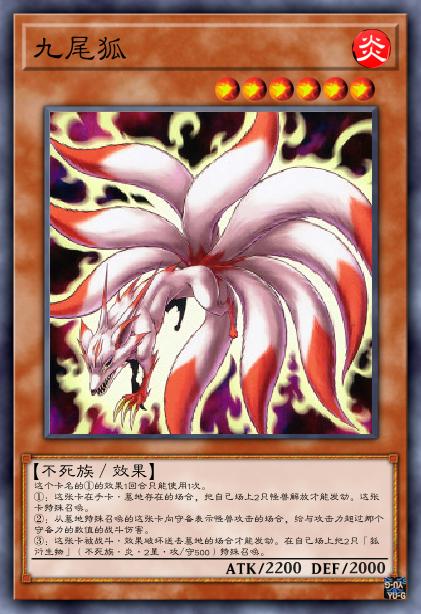 九尾狐
炎
【不死族／效果】
这个卡名的①的效果1回合只能使用1次。
①：这张卡在手卡·墓地存在的场合，把自己场上2只怪兽解放才能发动。这张
卡特殊召唤。
②：从墓地特殊召唤的这张卡向守备表示怪兽攻击的场合，给与攻击力超过那个
守备力的数值的战斗伤害。
③：这张卡被战斗·效果破坏送去墓地的场合才能发动。在自己场上把2只「狐
衍生物」（不死族·炎·2星·攻/守500）特殊召唤。
ATK/2200 DEF/2000